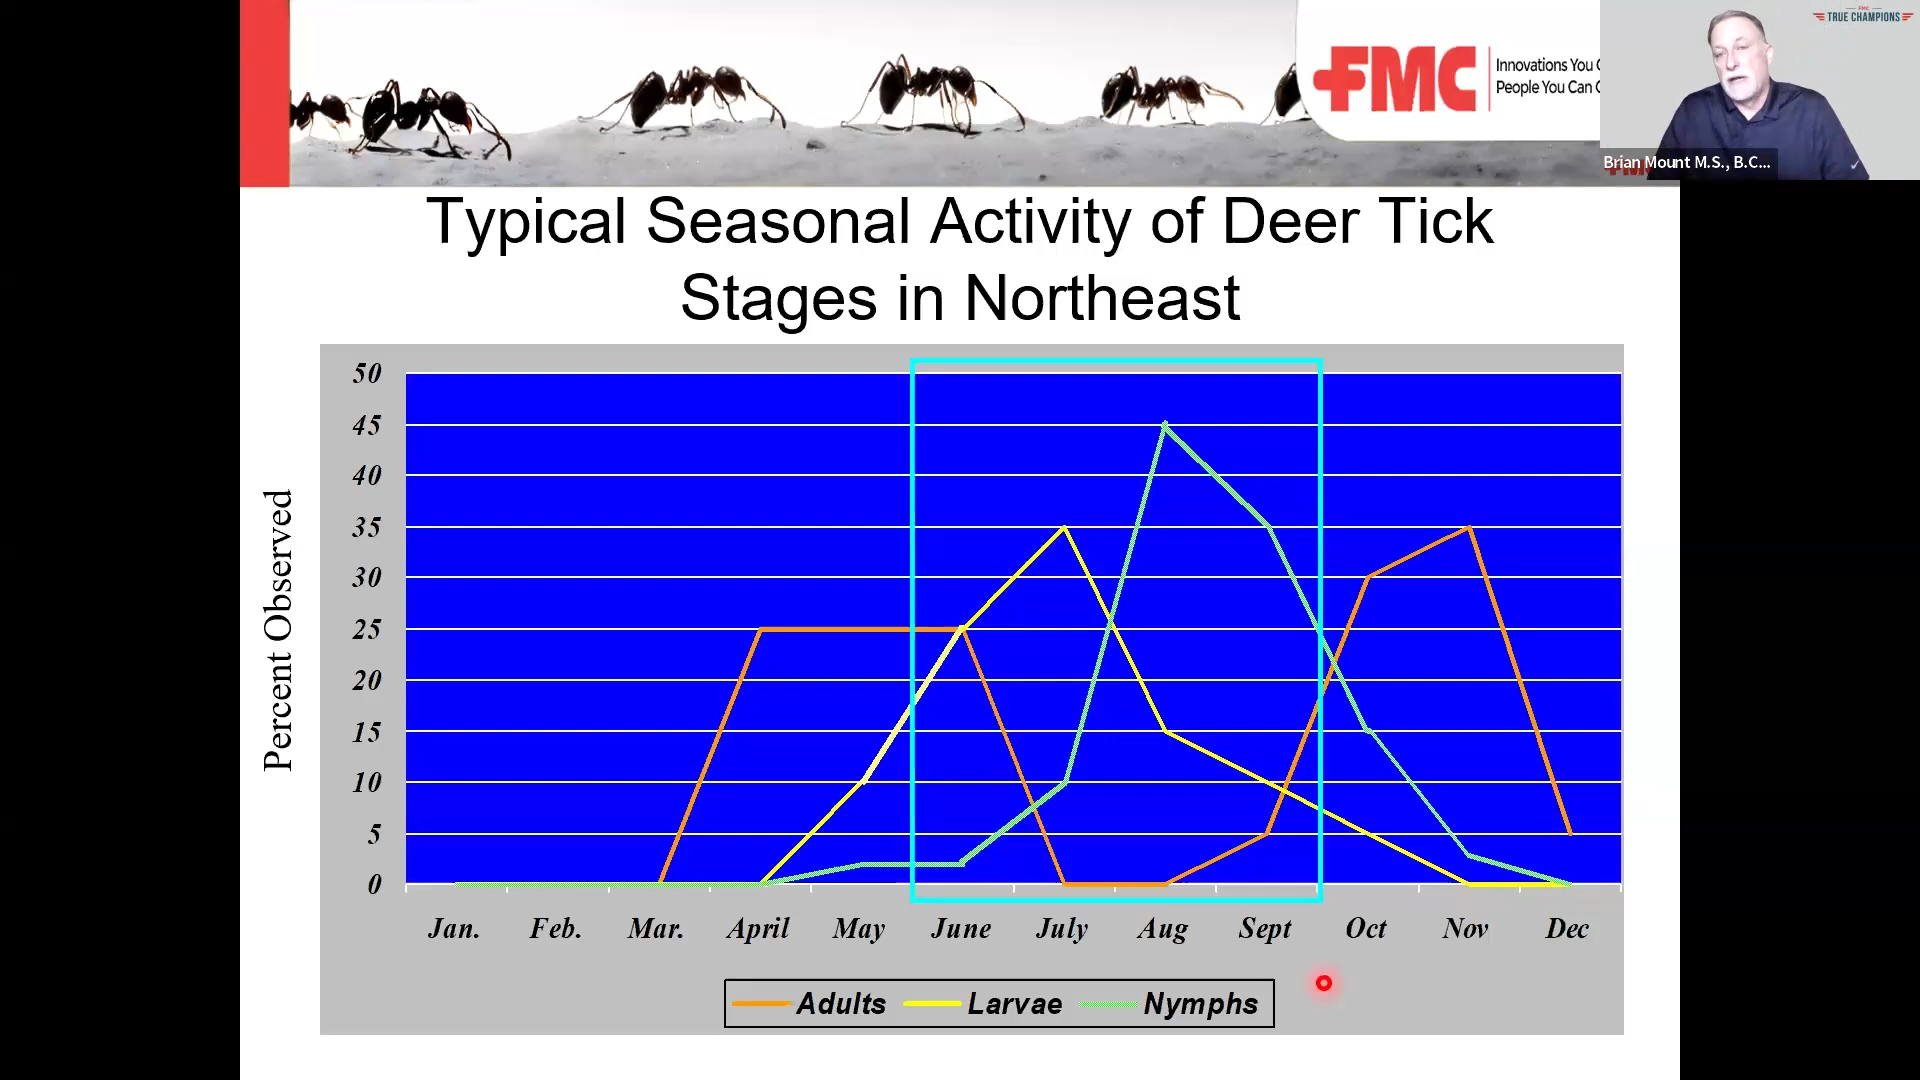 FMC
Innovations You
People You Can
FMC
TRUE CHAMPIONS
Brian Mount M.S., B.C...
Typical Seasonal Activity of Deer Tick
Stages in Northeast
Percent Observed
50
45
40
35
30
25
20
15
10
5
0
Jan. Feb. Mar. April May June July Aug Sept Oct Nov Dec
Adults Larvae Nymphs